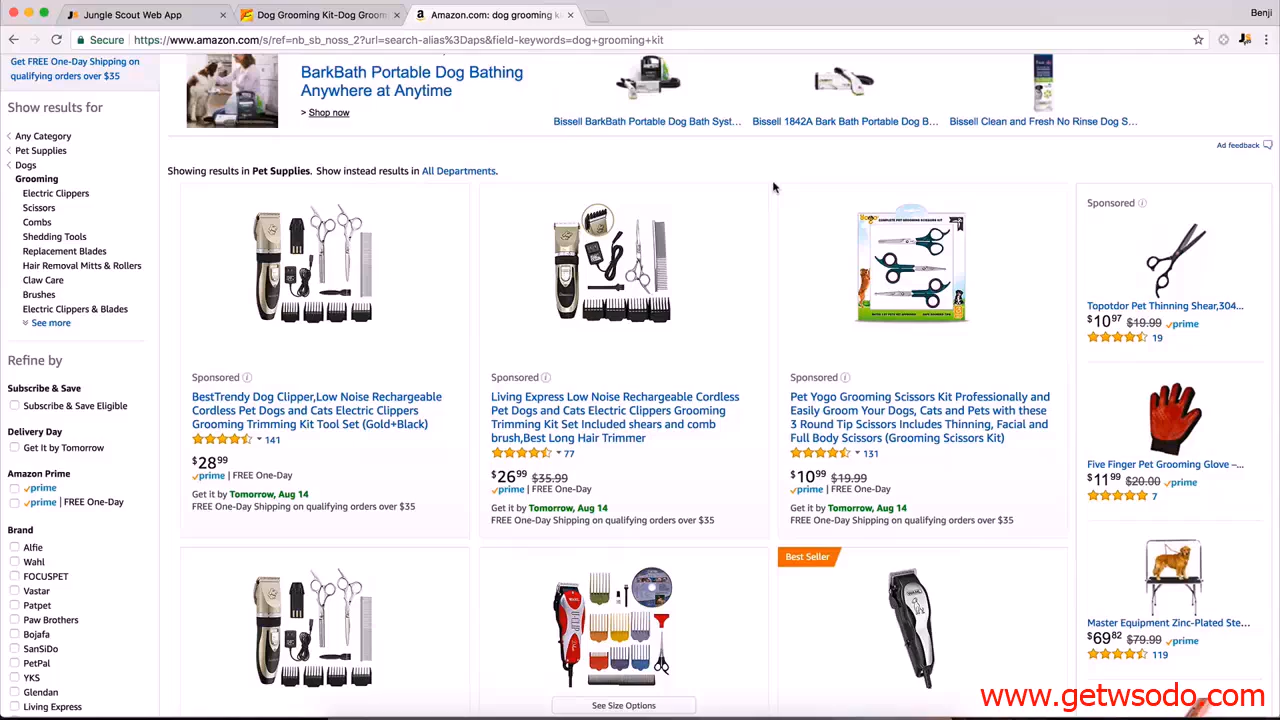 Jungle Scout Web App
Dog Grooming Kit-Dog Groom
Amazon.com: dog grooming ki
Benji
Secure
https://www.amazon.com/s/ref=nb_sb_noss_2?url=search-alias%3Daps&field-keywords=dog+grooming+kit
Get FREE One-Day Shipping on
qualifying orders over $35
Show results for
Any Category
Pet Supplies
Dogs
Grooming
Electric Clippers
Scissors
Combs
Shedding Tools
Replacement Blades
Hair Removal Mitts & Rollers
Claw Care
Brushes
Electric Clippers & Blades
See more
Refine by
Subscribe & Save
Subscribe & Save Eligible
Delivery Day
Get It by Tomorrow
Amazon Prime
prime
prime | FREE One-Day
Brand
Alfie
Wahl
FOCUSPET
Vastar
Patpet
Paw Brothers
Bojafa
SanSiDo
PetPal
YKS
Glendan
Living Express
BarkBath Portable Dog Bathing
Anywhere at Anytime
> Shop now
Bissell BarkBath Portable Dog Bath Syst...
Bissell 1842A Bark Bath Portable Dog B...
Bissell Clean and Fresh No Rinse Dog S...
Ad feedback
Showing results in Pet Supplies. Show instead results in All Departments.
Sponsored
BestTrendy Dog Clipper,Low Noise Rechargeable
Cordless Pet Dogs and Cats Electric Clippers
Grooming Trimming Kit Tool Set (Gold+Black)
141
$28 99
prime | FREE One-Day
Get it by Tomorrow, Aug 14
FREE One-Day Shipping on qualifying orders over $35
Sponsored
Living Express Low Noise Rechargeable Cordless
Pet Dogs and Cats Electric Clippers Grooming
Trimming Kit Set Included shears and comb
brush,Best Long Hair Trimmer
77
$26 99 $35.99
prime | FREE One-Day
Get it by Tomorrow, Aug 14
FREE One-Day Shipping on qualifying orders over $35
Sponsored
Pet Yogo Grooming Scissors Kit Professionally and
Easily Groom Your Dogs, Cats and Pets with these
3 Round Tip Scissors Includes Thinning, Facial and
Full Body Scissors (Grooming Scissors Kit)
131
$10 99 $19.99
prime | FREE One-Day
Get it by Tomorrow, Aug 14
FREE One-Day Shipping on qualifying orders over $35
See Size Options
Best Seller
WAHL
Sponsored
Topotdor Pet Thinning Shear,304...
$10 97 $19.99 prime
19
Five Finger Pet Grooming Glove –...
$11 99 $20.00 prime
7
Master Equipment Zinc-Plated Ste...
$69 82 $79.99 prime
119
www.getwsodo.com